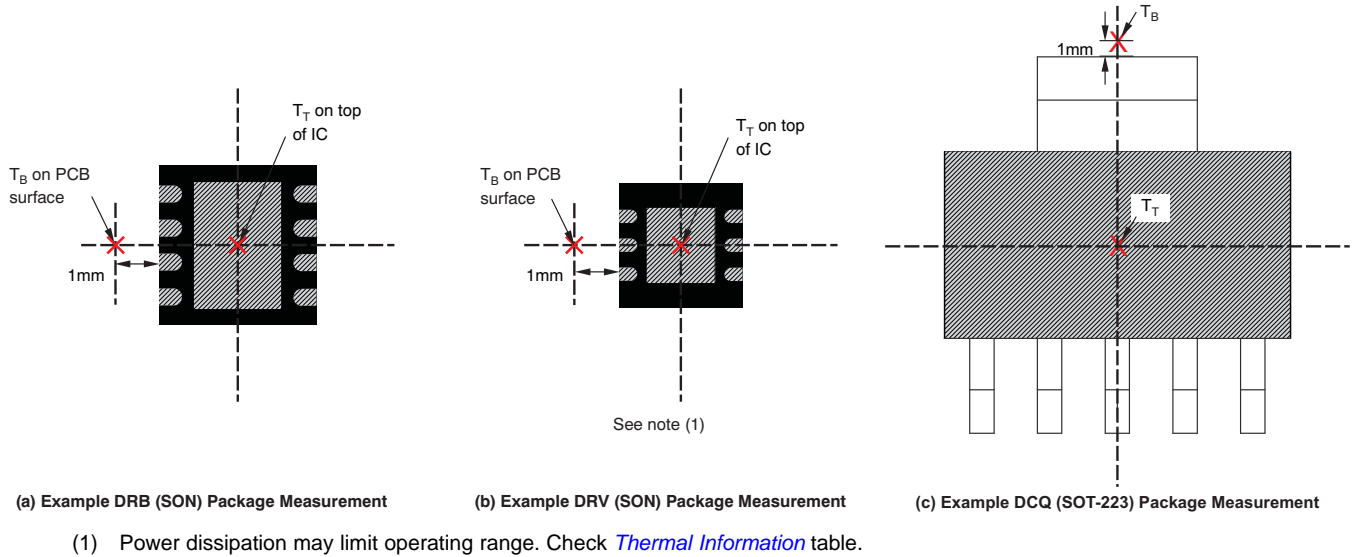 T_T on top
of IC
T_B on PCB
surface
1mm
(a) Example DRB (SON) Package Measurement
T_T on top
of IC
T_B on PCB
surface
1mm
See note (1)
(b) Example DRV (SON) Package Measurement
T_B
1mm
T_T
(c) Example DCQ (SOT-223) Package Measurement
(1) Power dissipation may limit operating range. Check Thermal Information table.